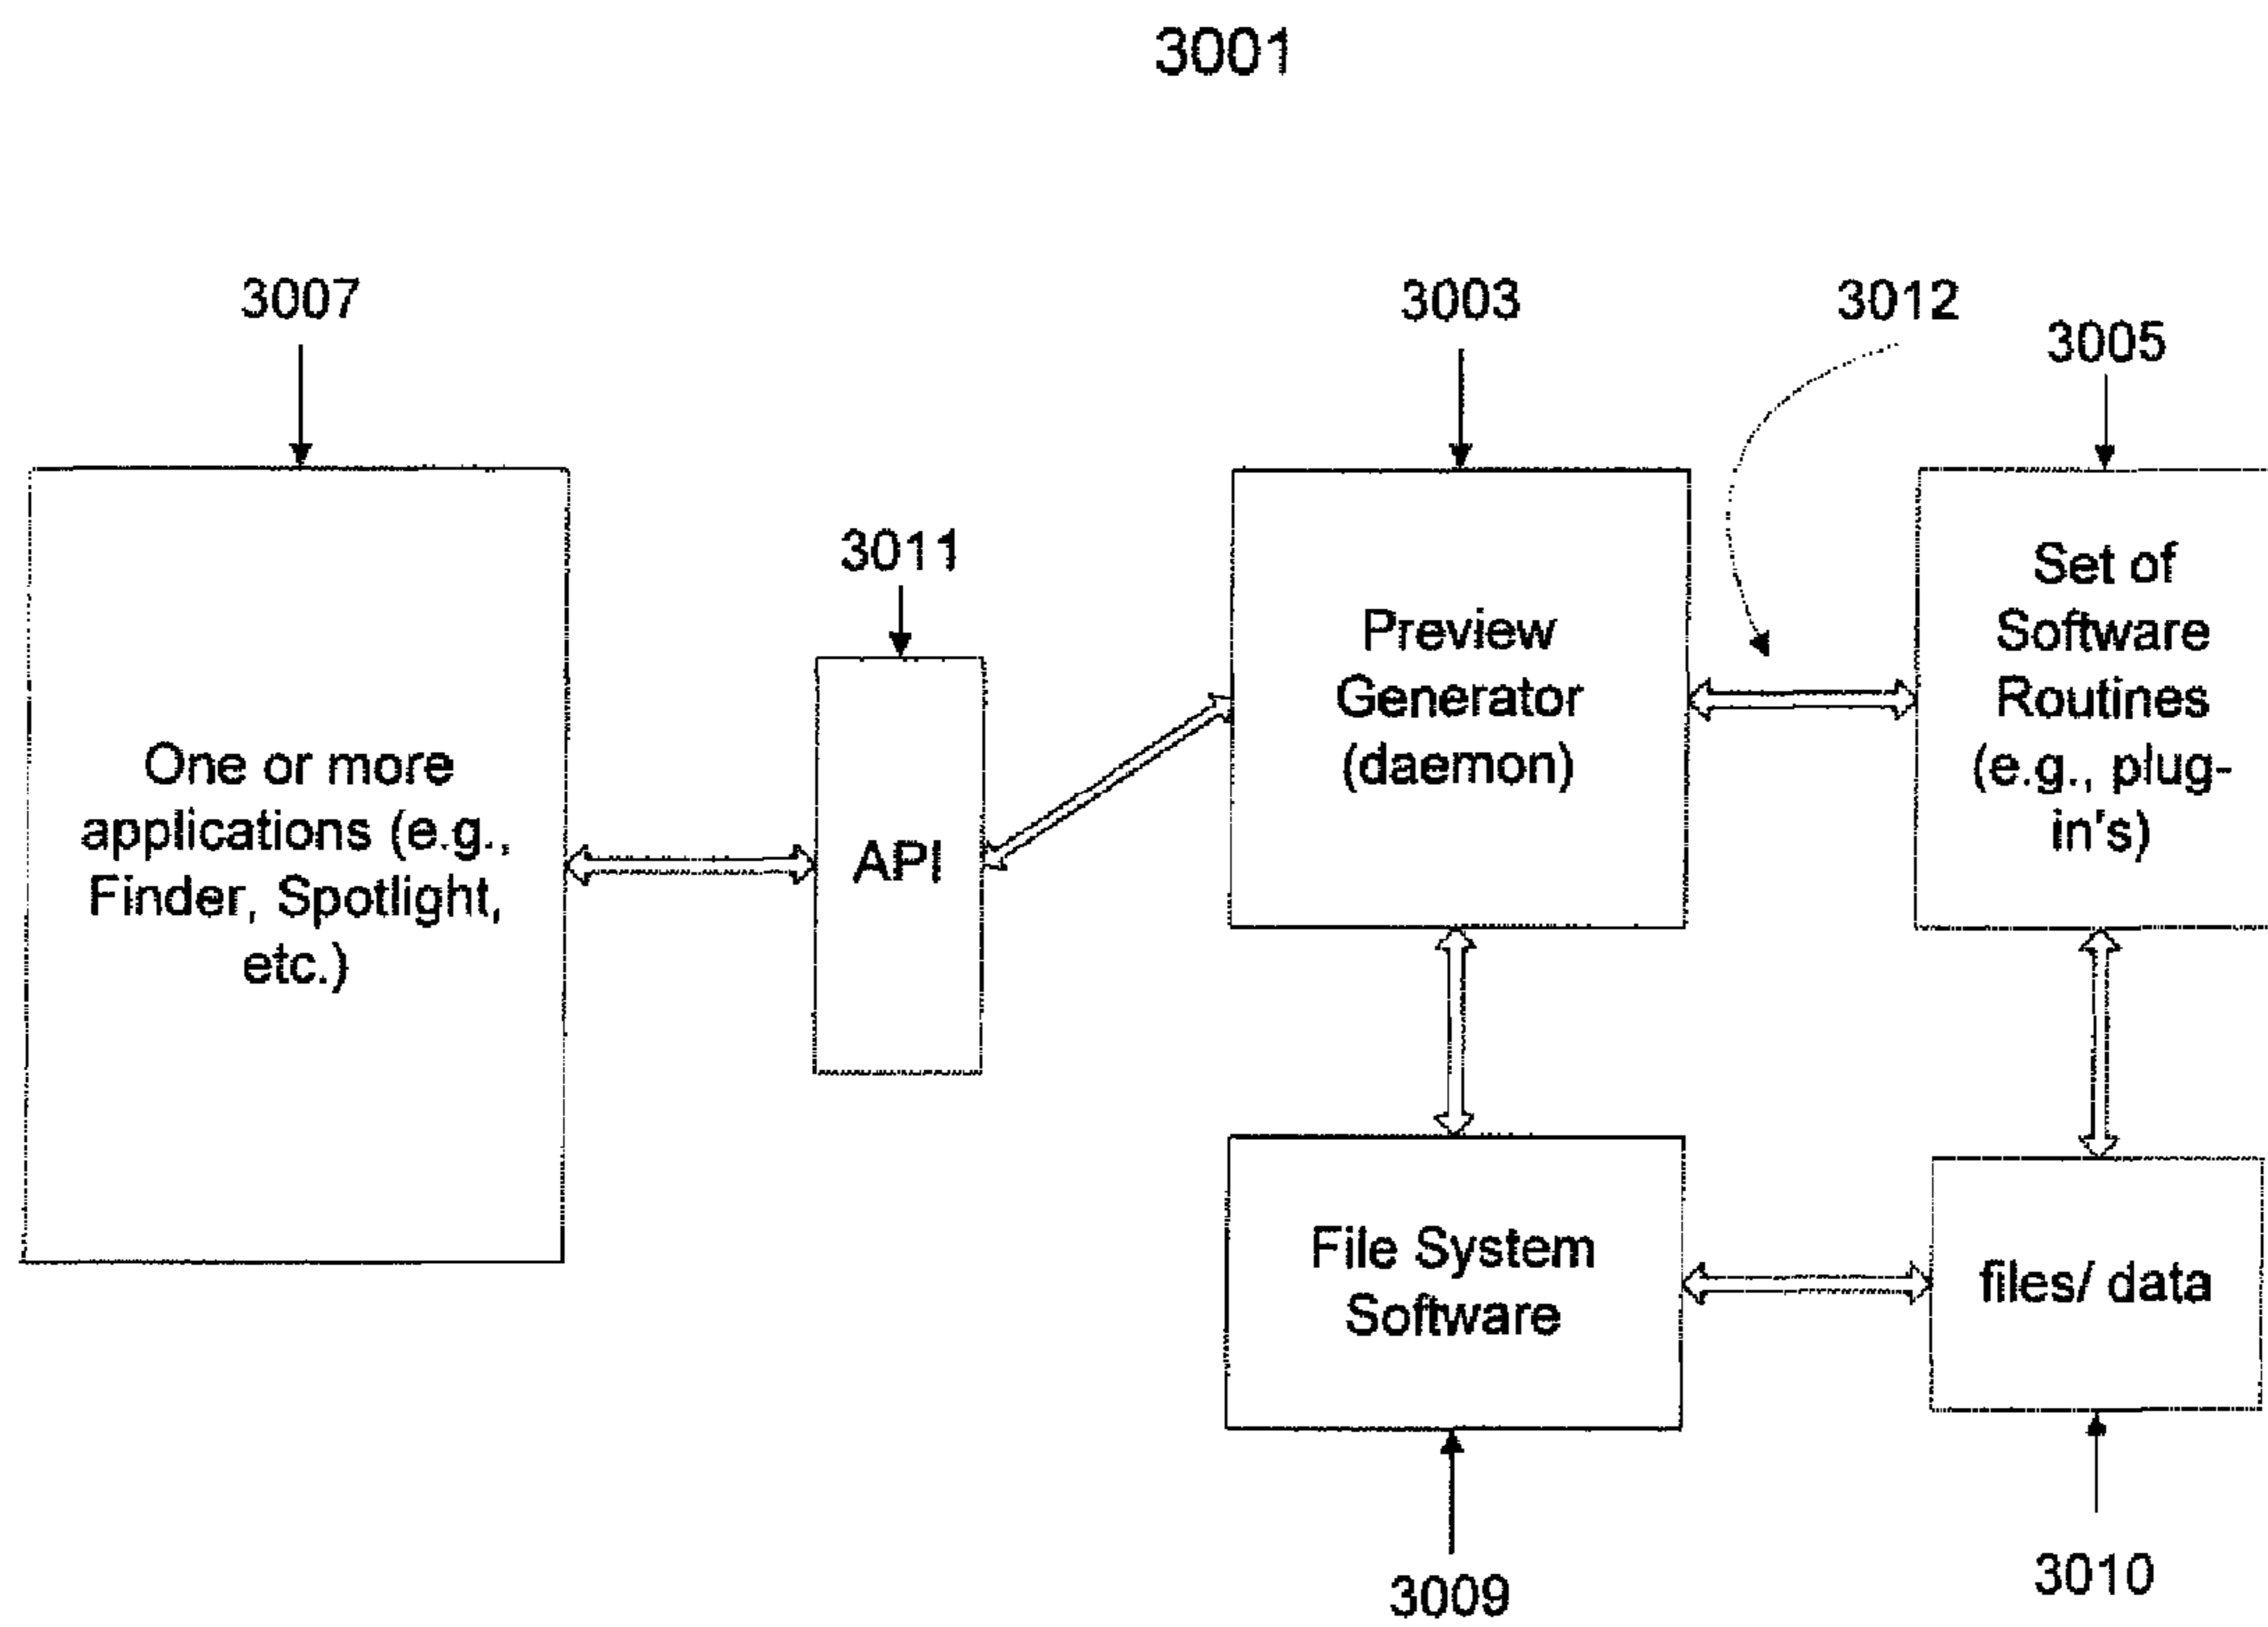 3001
3007
3003
3012
3005
3011
One or more
applications (e.g.,
Finder, Spotlight,
etc.)
API
Preview
Generator
(daemon)
Set of
Software
Routines
(e.g., plug-
in's)
File System
Software
files/ data
3009
3010